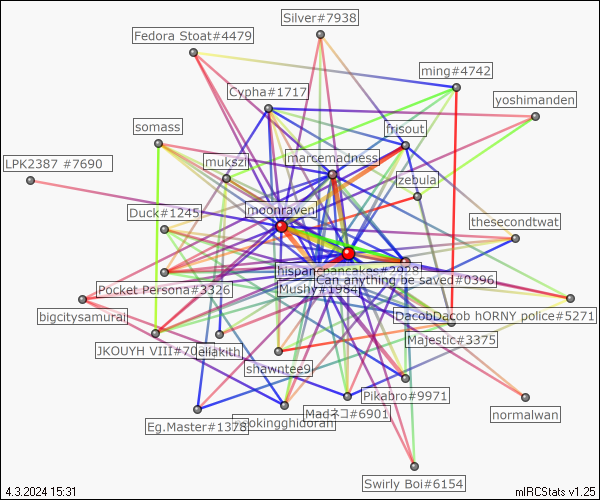 Silver#7938
Fedora Stoat#4479
ming#4742
Cypha#1717
yoshimanden
somass
frisout
marcemadness
mukszi
LPK2387 #7690
zebula
moonraven
Duck#1245
thesecondtwat
hispancpancakes#2928
Can anything be saved#0396
Pocket Persona#3326
Mushy#1984
bigcitysamurai
DacobDacob hORNY police#5271
Majestic#3375
JKOUYH VIII#70
aliakith
shawntee9
Pikabro#9971
Madネコ#6901
normalwan
Eg.Master#1378
ookingghidorah
Swirly Boi#6154
4.3.2024 15:31
mIRCStats v1.25